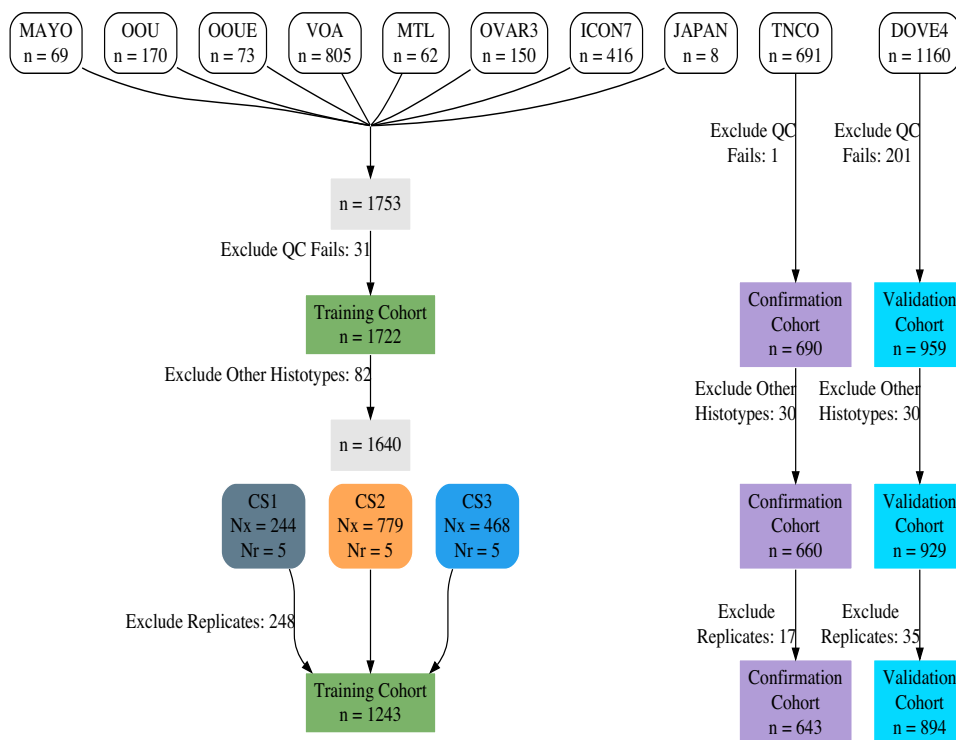 MAYO
n = 69
OOU
n = 170
OOUE
n = 73
VOA
n = 805
MTL
n = 62
OVAR3
n = 150
ICON7
n = 416
JAPAN
n = 8
TNCO
n = 691
DOVE4
n = 1160
Exclude QC
Fails: 1
Exclude QC
Fails: 201
n = 1753
Exclude QC Fails: 31
Training Cohort
n = 1722
Confirmation
Cohort
n = 690
Validation
Cohort
n = 959
Exclude Other Histotypes: 82
Exclude Other
Histotypes: 30
Exclude Other
Histotypes: 30
n = 1640
CS1
Nx = 244
Nr = 5
CS2
Nx = 779
Nr = 5
CS3
Nx = 468
Nr = 5
Confirmation
Cohort
n = 660
Validation
Cohort
n = 929
Exclude Replicates: 248
Exclude
Replicates: 17
Exclude
Replicates: 35
Training Cohort
n = 1243
Confirmation
Cohort
n = 643
Validation
Cohort
n = 894